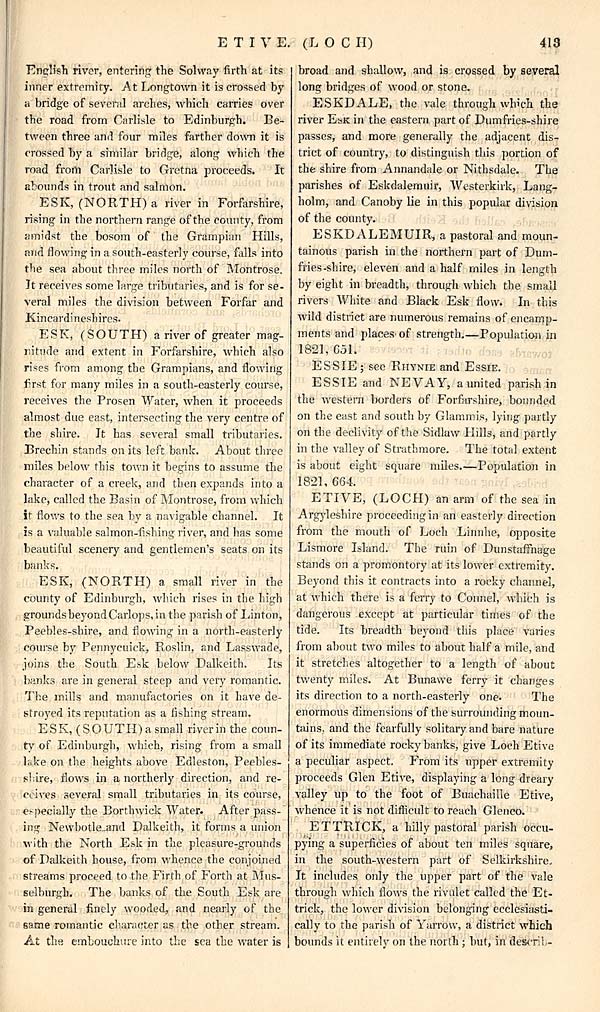 ETIVE. (LOCH) 413
English river, entering the Solway firth at its
inner extremity. At Longtown it is crossed by
a bridge of several arches, which carries over
the road from Carlisle to Edinburgh. Be-
tween three and four miles farther down it is
crossed by a similar bridge, along which the
road from Carlisle to Gretna proceeds. It
abounds in trout and salmon.
ESK, (NORTH) a river in Forfarshire,
rising in the northern range of the county, from
amidst the bosom of the Grampian Hills,
and flowing in a south-easterly course, falls into
the sea about three miles north of Montrose.
It receives some large tributaries, and is for se-
veral miles the division between Forfar and
Kincardineshires.
ESK, (SOUTH) a river of greater mag-
nitude and extent in Forfarshire, which also
rises from among the Grampians, and flowing
first for many miles in a south-easterly course,
receives the Prosen Water, when it proceeds
almost due east, intersecting the very centre of
the shire. It has several small tributaries.
Brechin stands on its left bank. About three
miles below this town it begins to assume the
character of a creek, and then expands into a
lake, called the Basin of Montrose, from which
it flows to the sea by a navigable channel. It
is a valuable salmon-fishing river, and has some
beautiful scenery and gentlemen's seats on its
banks.
ESK, (NORTH) a small river in the
county of Edinburgh, which rises in the high
grounds beyond Carlops, in the parish of Linton,
Peebles-shire, and flowing in a north-easterly
course by Pennycuick, Roslin, and Lasswade,
joins the South Esk below Dalkeith. Its
banks are in general steep and very romantic.
The mills and manufactories on it have de-
stroyed its reputation as a fishing stream.
ESK, (SOUTH) a small river in the coun-
ty of Edinburgh, which, rising from a small
lake on the heights above Edleston, Peebles-
shire, flows in a northerly direction, and re-
ceives several small tributaries in its course,
especially the Borthwick Water. After pass-
ing Newbotle and Dalkeith, it forms a union
with the North Esk in the pleasure-grounds
of Dalkeith house, from whence the conjoined
streams proceed to the Firth of Forth at Mus-
selburgh. The banks of the South Esk are
in general finely wooded, and nearly of the
same romantic character as the other stream.
At the embouchure into the sea the water is
broad and shallow, and is crossed by several
long bridges of wood or stone.
ESKDALE, the vale through which the
river Esk in the eastern part of Dumfries-shire
passes, and more generally the adjacent dis-
trict of country, to distinguish this portion of
the shire from Annandale or Nithsdale. The
parishes of Eskdalemuir, Westerkirk, Lang-
holm, and Canoby lie in this popular division
of the county.
ESKDALEMUIR, a pastoral and moun-
tainous parish in the northern part of Dum-
fries-shire, eleven and a half miles in length
by eight in breadth, through which the small
rivers White and Black Esk flow. In this
wild district are numerous remains of encamp-
ments and places of strength.—Population in
1821, 651.
ESSIE; see Rhynie and Essie.
ESSIE and NEVAY, a united parish in
the western borders of Forfarshire, bounded
on the east and south by Glammis, lying partly
on the declivity of the Sidlaw Hills, and partly
in the valley of Strathmore. The total extent
is about eight square miles.—Population in
1821, 664.
ETIVE, (LOCH) an arm of the sea in
Argyleshire proceeding in an easterly direction
from the mouth of Loch Linnhe, opposite
Lismore Island. The ruin of Dunstaffnage
stands on a promontory at its lower extremity.
Beyond this it contracts into a rocky channel,
at which there is a ferry to Connel, which is
dangerous except at particular times of the
tide. Its breadth beyond this place varies
from about two miles to about half a mile, and
it stretches altogether to a length of about
twenty miles. At Bunawe ferry it changes
its direction to a north-easterly one. The
enormous dimensions of the surrounding moun-
tains, and the fearfully solitary and bare nature
of its immediate rocky banks, give Loch Etive
a peculiar aspect. From its upper extremity
proceeds Glen Etive, displaying a long dreary
valley up to the foot of Buachaille Etive,
whence it is not difficult to reach Glenco.
ETTRICK, a hilly pastoral parish occu-
pying a superficies of about ten miles square,
in the south-western part of Selkirkshire.
It includes only the upper part of the vale
through which flows the rivulet called the Et-
trick, the lower division belonging ecclesiasti-
cally to the parish of Yarrow, a district which
bounds it entirely on the north; but, in describ-